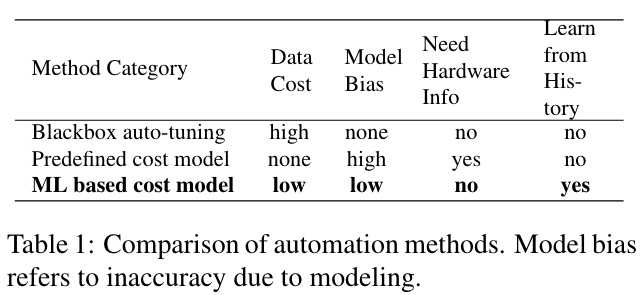 Method Category Data Cost Model Bias Need Hardware Info Learn from His- tory
Blackbox auto-tuning high none no no
Predefined cost model none high yes no
ML based cost model low low no yes
Table 1: Comparison of automation methods. Model bias
refers to inaccuracy due to modeling.